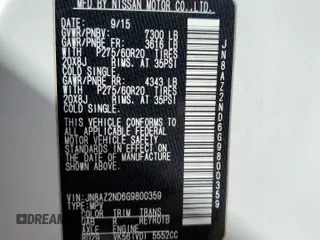 MFD BY NISSAN MOTOR CO.,LTD.
DATE: 9/15
GVWR/PNBV: 7300 LB
GAWR/PNBE FR: 3616 LB
WITH P275/60R20 TIRES
20X8J RIMS AT 35PSI
COLD SINGLE.
GAWR/PNBE RR: 4343 LB
WITH P275/60R20 TIRES
20X8J RIMS AT 35PSI
COLD SINGLE.
THIS VEHICLE CONFORMS
TO ALL APPLICABLE FEDERAL
MOTOR VEHICLE SAFETY
STANDARDS IN EFFECT ON
THE DATE OF MANUFACTURE
SHOWN ABOVE.
VIN:JN8AZ2ND6G9800359
TYPE:MPV
COLOR TRIM TRANS
AXLE ENGINE
VK56(VD) 5552CC
JN8AZ2ND6G9800359